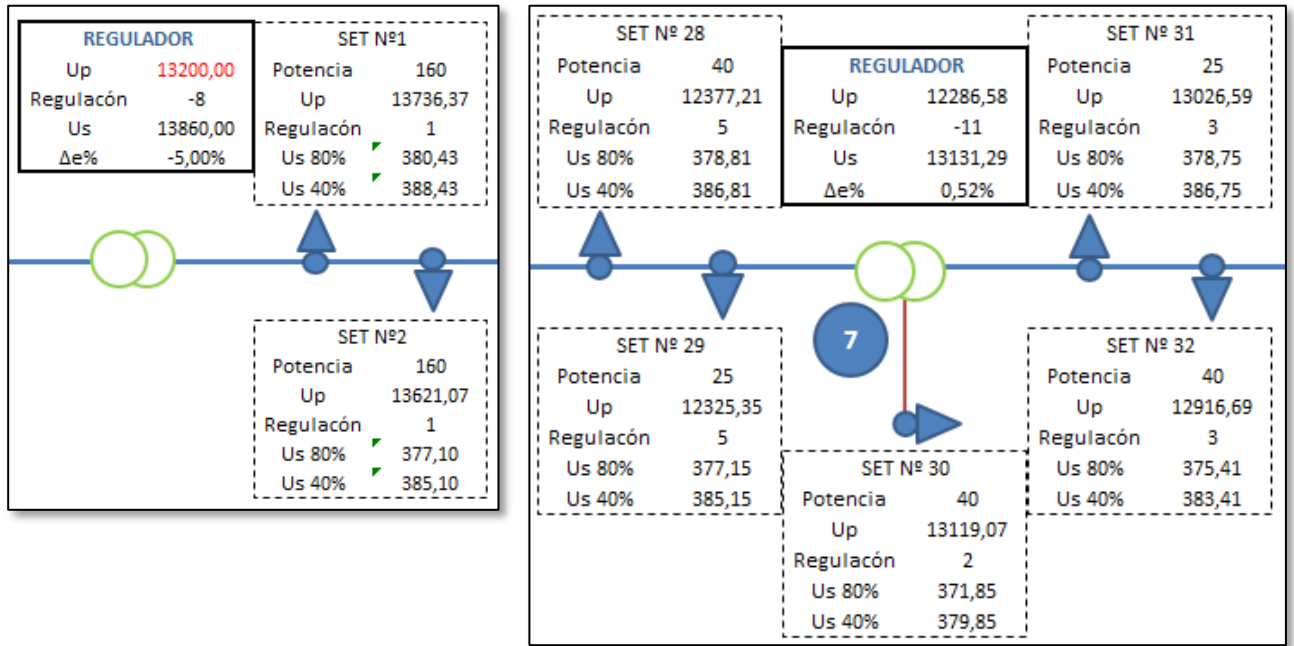 REGULADOR
Up 13200,00
Regulacón -8
Us 13860,00
Δe% -5,00%
SET Nº1
Potencia 160
Up 13736,37
Regulacón 1
Us 80% 380,43
Us 40% 388,43
SET Nº2
Potencia 160
Up 13621,07
Regulacón 1
Us 80% 377,10
Us 40% 385,10
SET Nº 28
Potencia 40
Up 12377,21
Regulacón 5
Us 80% 378,81
Us 40% 386,81
REGULADOR
Up 12286,58
Regulacón -11
Us 13131,29
Δe% 0,52%
SET Nº 31
Potencia 25
Up 13026,59
Regulacón 3
Us 80% 378,75
Us 40% 386,75
7
SET Nº 29
Potencia 25
Up 12325,35
Regulacón 5
Us 80% 377,15
Us 40% 385,15
SET Nº 30
Potencia 40
Up 13119,07
Regulacón 2
Us 80% 371,85
Us 40% 379,85
SET Nº 32
Potencia 40
Up 12916,69
Regulacón 3
Us 80% 375,41
Us 40% 383,41